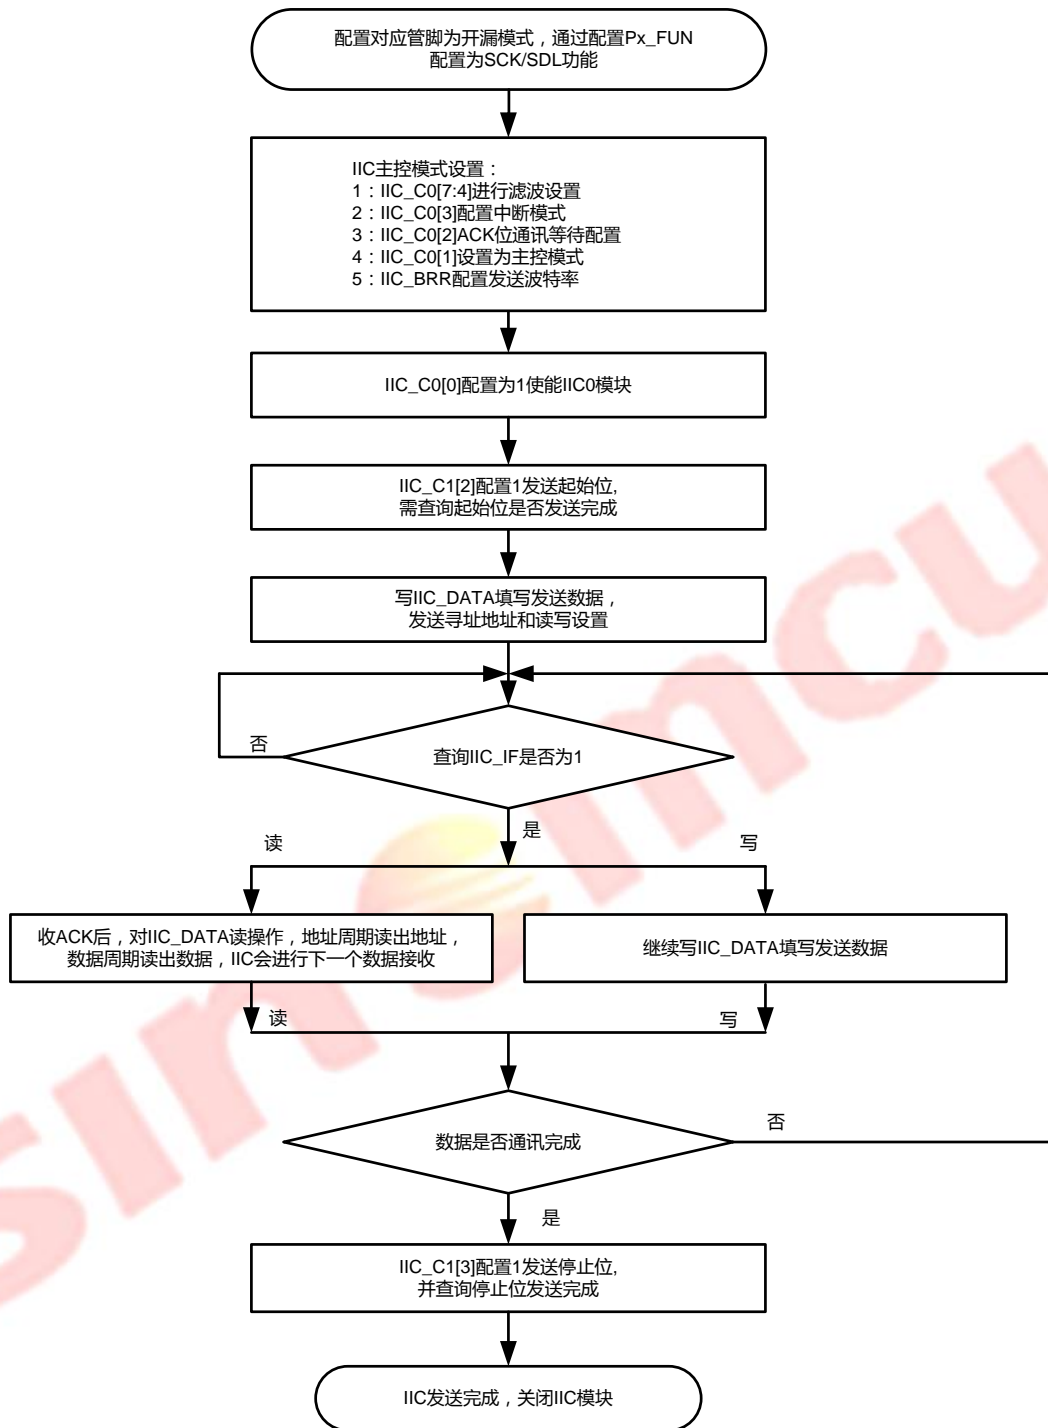 配置对应管脚为开漏模式，通过配置Px_FUN
配置为SCK/SDL功能
IIC主控模式设置：
1：IIC_C0[7:4]进行滤波设置
2：IIC_C0[3]配置中断模式
3：IIC_C0[2]ACK位通讯等待配置
4：IIC_C0[1]设置为主控模式
5：IIC_BRR配置发送波特率
IIC_C0[0]配置为1使能IIC0模块
IIC_C1[2]配置1发送起始位,
需查询起始位是否发送完成
写IIC_DATA填写发送数据，
发送寻址地址和读写设置
否
查询IIC_IF是否为1
是
读
写
收ACK后，对IIC_DATA读操作，地址周期读出地址，
数据周期读出数据，IIC会进行下一个数据接收
继续写IIC_DATA填写发送数据
读
写
数据是否通讯完成
否
是
IIC_C1[3]配置1发送停止位,
并查询停止位发送完成
IIC发送完成，关闭IIC模块
sinomcu